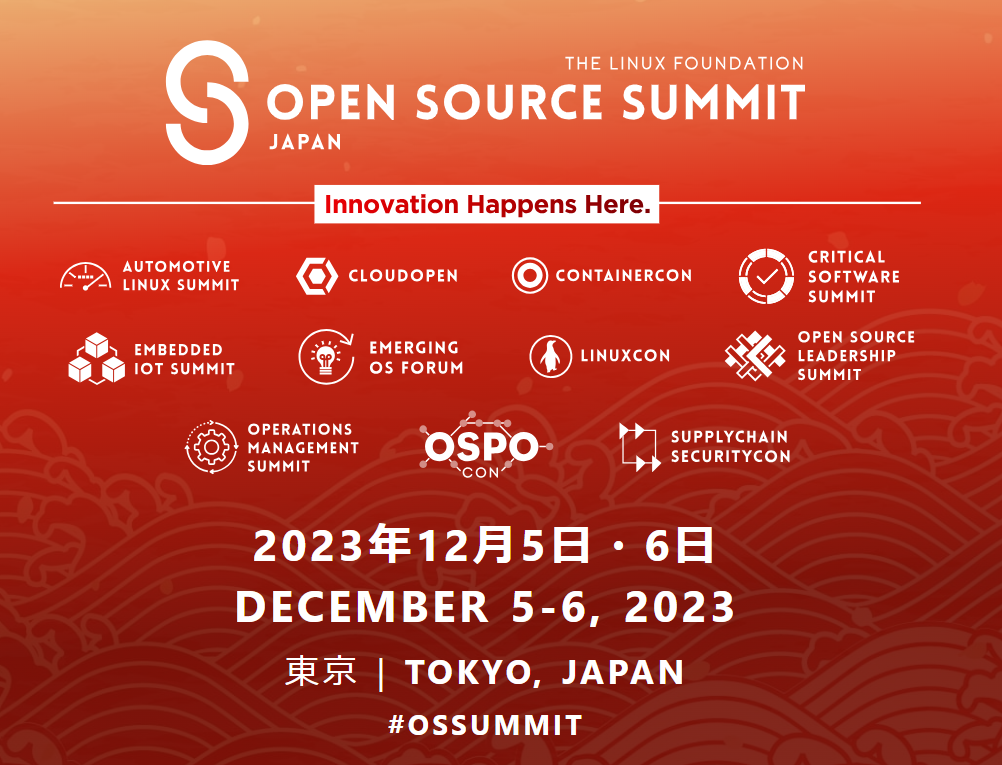 THE LINUX FOUNDATION
OPEN SOURCE SUMMIT
JAPAN
Innovation Happens Here.
AUTOMOTIVE
LINUX SUMMIT
CLOUDOPEN
CONTAINERCON
CRITICAL
SOFTWARE
SUMMIT
EMBEDDED
IOT SUMMIT
EMERGING
OS FORUM
LINUXCON
OPEN SOURCE
LEADERSHIP
SUMMIT
OPERATIONS
MANAGEMENT
SUMMIT
OSPO
CON
SUPPLYCHAIN
SECURITYCON
2023年12月5日・6日
DECEMBER 5-6, 2023
東京 | TOKYO, JAPAN
#OSSUMMIT